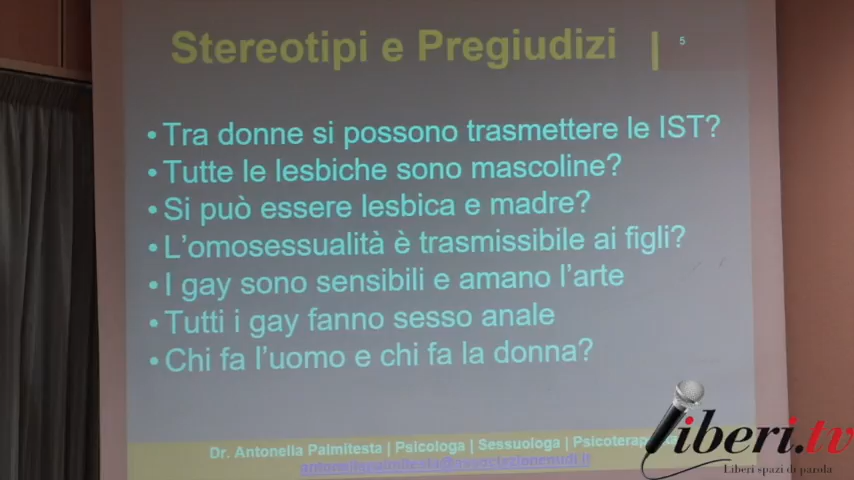 Stereotipi e Pregiudizi
5
• Tra donne si possono trasmettere le IST?
• Tutte le lesbiche sono mascoline?
• Si può essere lesbica e madre?
• L'omosessualità è trasmissibile ai figli?
• I gay sono sensibili e amano l'arte
• Tutti i gay fanno sesso anale
• Chi fa l'uomo e chi fa la donna?
Dr. Antonella Palmitesta | Psicologa | Sessuologa |
liberi.tv
Liberi spazi di parola